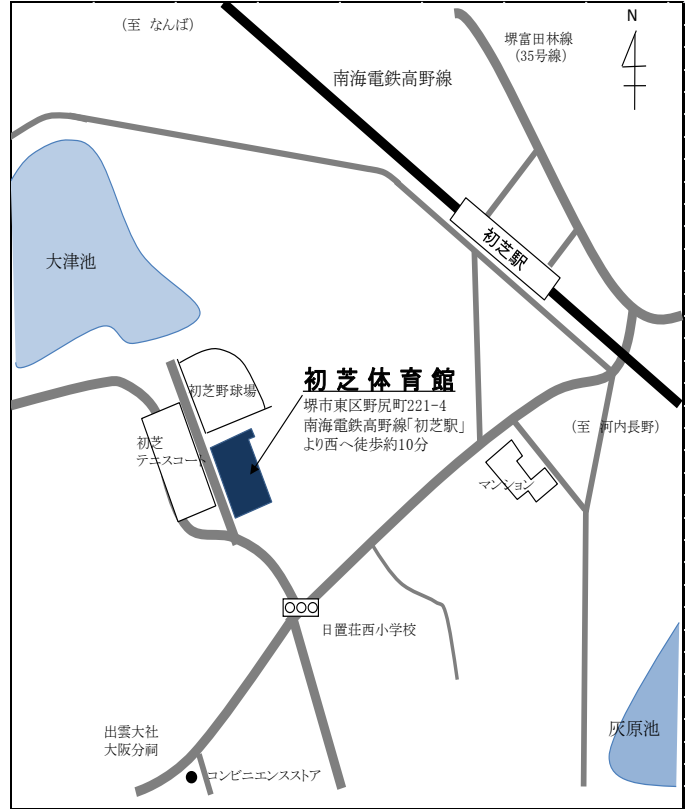 (至 なんば)
N
堺富田林線
(35号線)
南海電鉄高野線
初芝駅
大津池
初芝野球場
初芝体育館
堺市東区野尻町221-4
南海電鉄高野線「初芝駅」
より西へ徒歩約10分
(至 河内長野)
初芝
テニスコート
マンション
日置荘西小学校
灰原池
出雲大社
大阪分祠
コンビニエンスストア